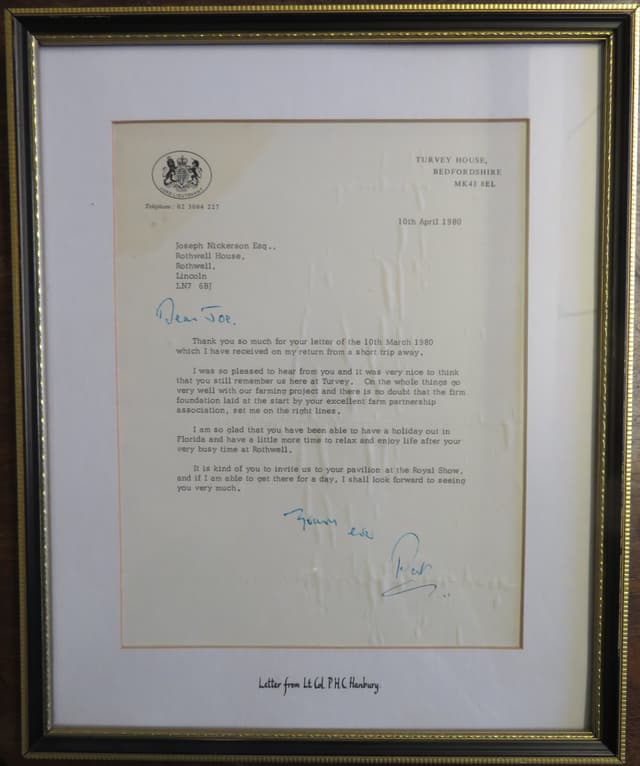 LORD LIEUTENANT
TURVEY HOUSE,
BEDFORDSHIRE
MK43 8EL
Telephone: 02 3064 227
10th April 1980
Joseph Nickerson Esq.,
Rothwell House,
Rothwell,
Lincoln
LN7 6BJ
Dear Joe.
Thank you so much for your letter of the 10th March 1980
which I have received on my return from a short trip away.
I was so pleased to hear from you and it was very nice to think
that you still remember us here at Turvey. On the whole things go
very well with our farming project and there is no doubt that the firm
foundation laid at the start by your excellent farm partnership
association, set me on the right lines.
I am so glad that you have been able to have a holiday out in
Florida and have a little more time to relax and enjoy life after your
very busy time at Rothwell.
It is kind of you to invite us to your pavilion at the Royal Show,
and if I am able to get there for a day, I shall look forward to seeing
you very much.
Yours ever
Letter from Lt Col. P.H.C. Hanbury.